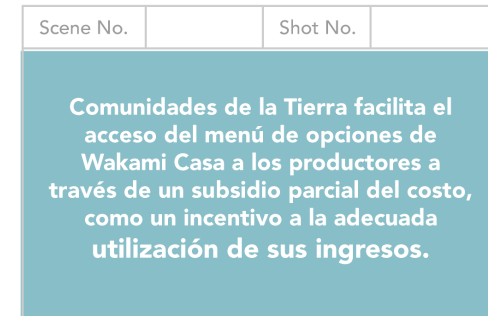 Scene No. Shot No.
Comunidades de la Tierra facilita el
acceso del menú de opciones de
Wakami Casa a los productores a
través de un subsidio parcial del costo,
como un incentivo a la adecuada
utilización de sus ingresos.